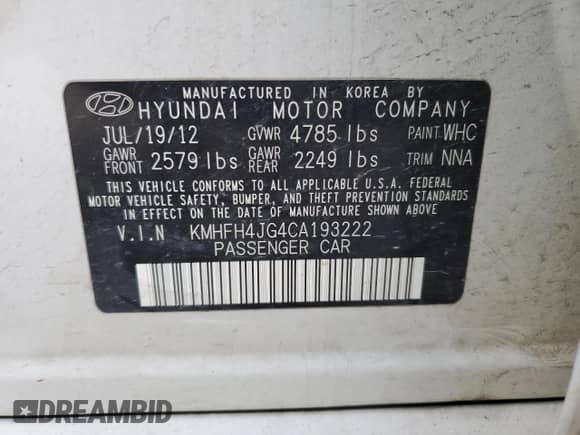 MANUFACTURED IN KOREA BY
HYUNDAI MOTOR COMPANY
JUL/19/12 GVWR 4785 lbs PAINT WHC
GAWR FRONT 2579 lbs GAWR REAR 2249 lbs TRIM NNA
THIS VEHICLE CONFORMS TO ALL APPLICABLE U.S.A. FEDERAL
MOTOR VEHICLE SAFETY, BUMPER, AND THEFT PREVENTION STANDARDS
IN EFFECT ON THE DATE OF MANUFACTURE SHOWN ABOVE
V.I.N KMHFH4JG4CA193222
PASSENGER CAR
DREAMBID